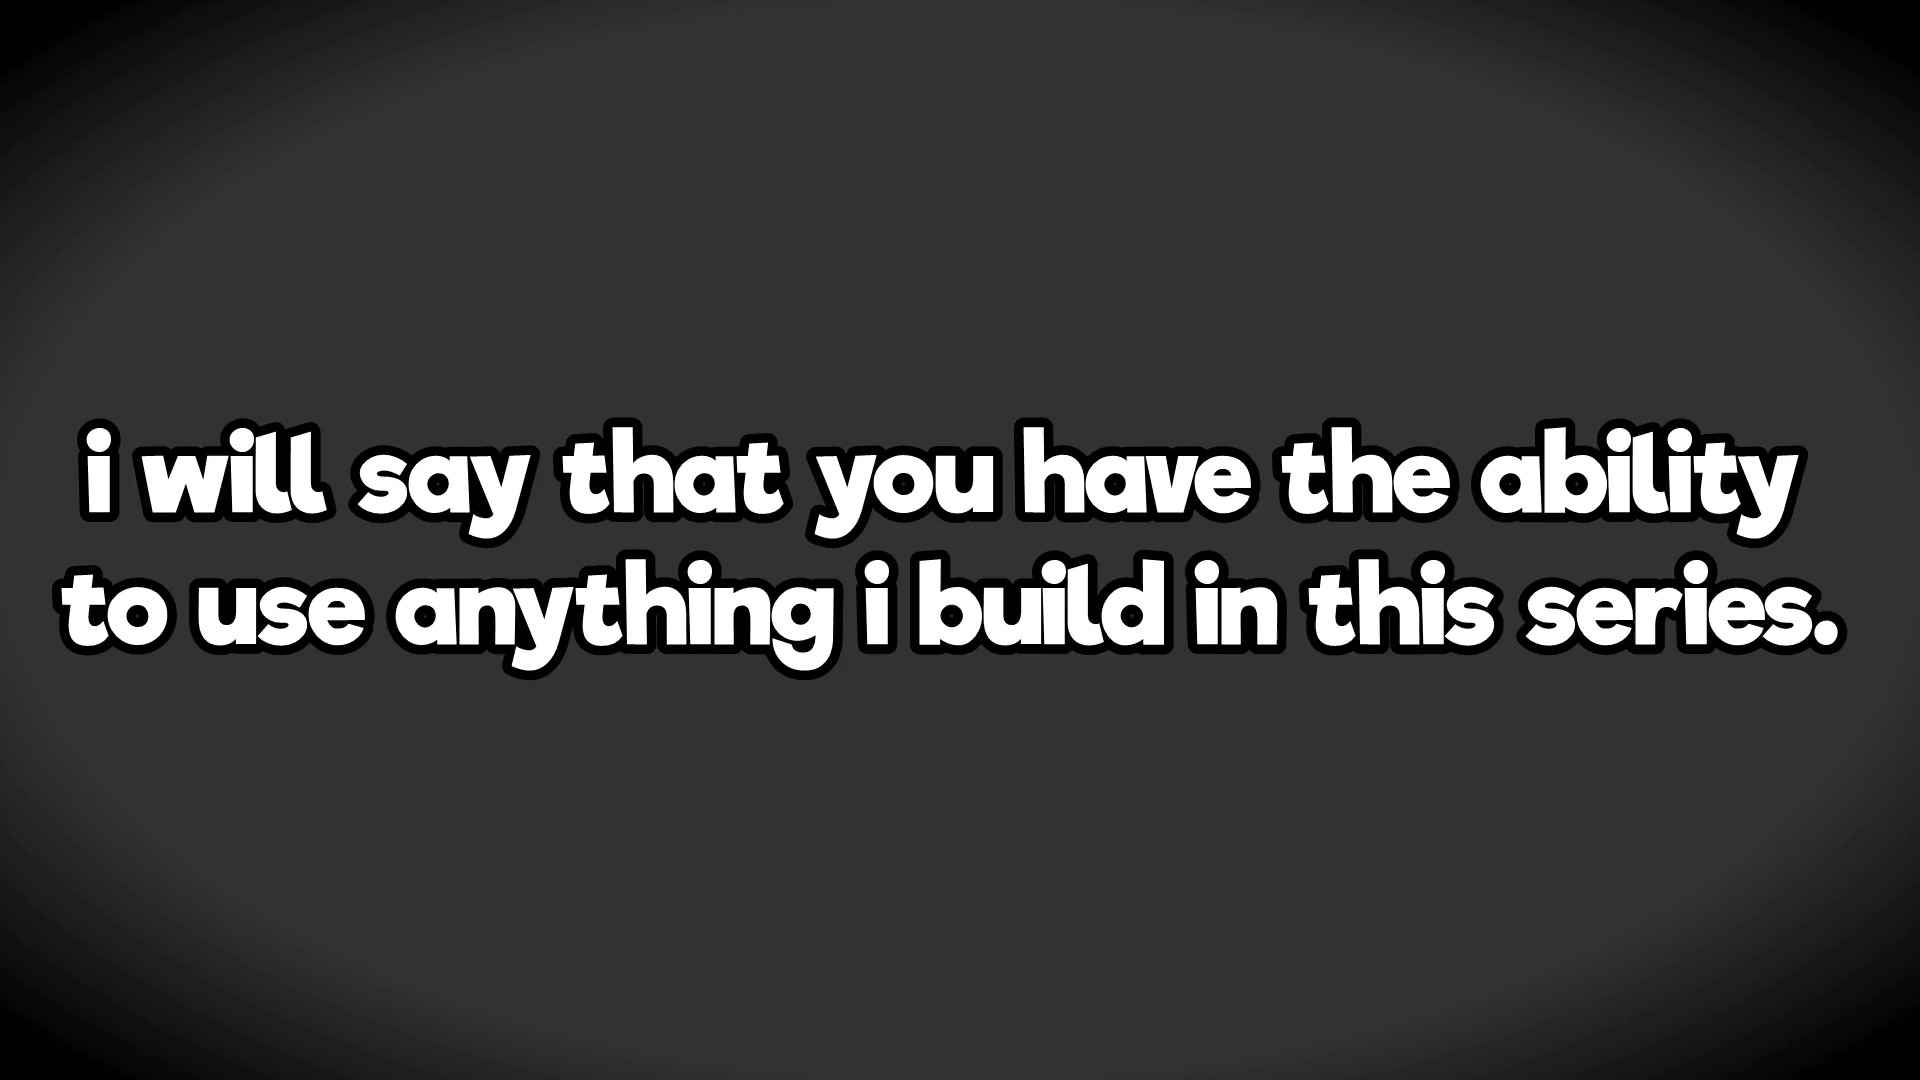 i will say that you have the ability
to use anything i build in this series.